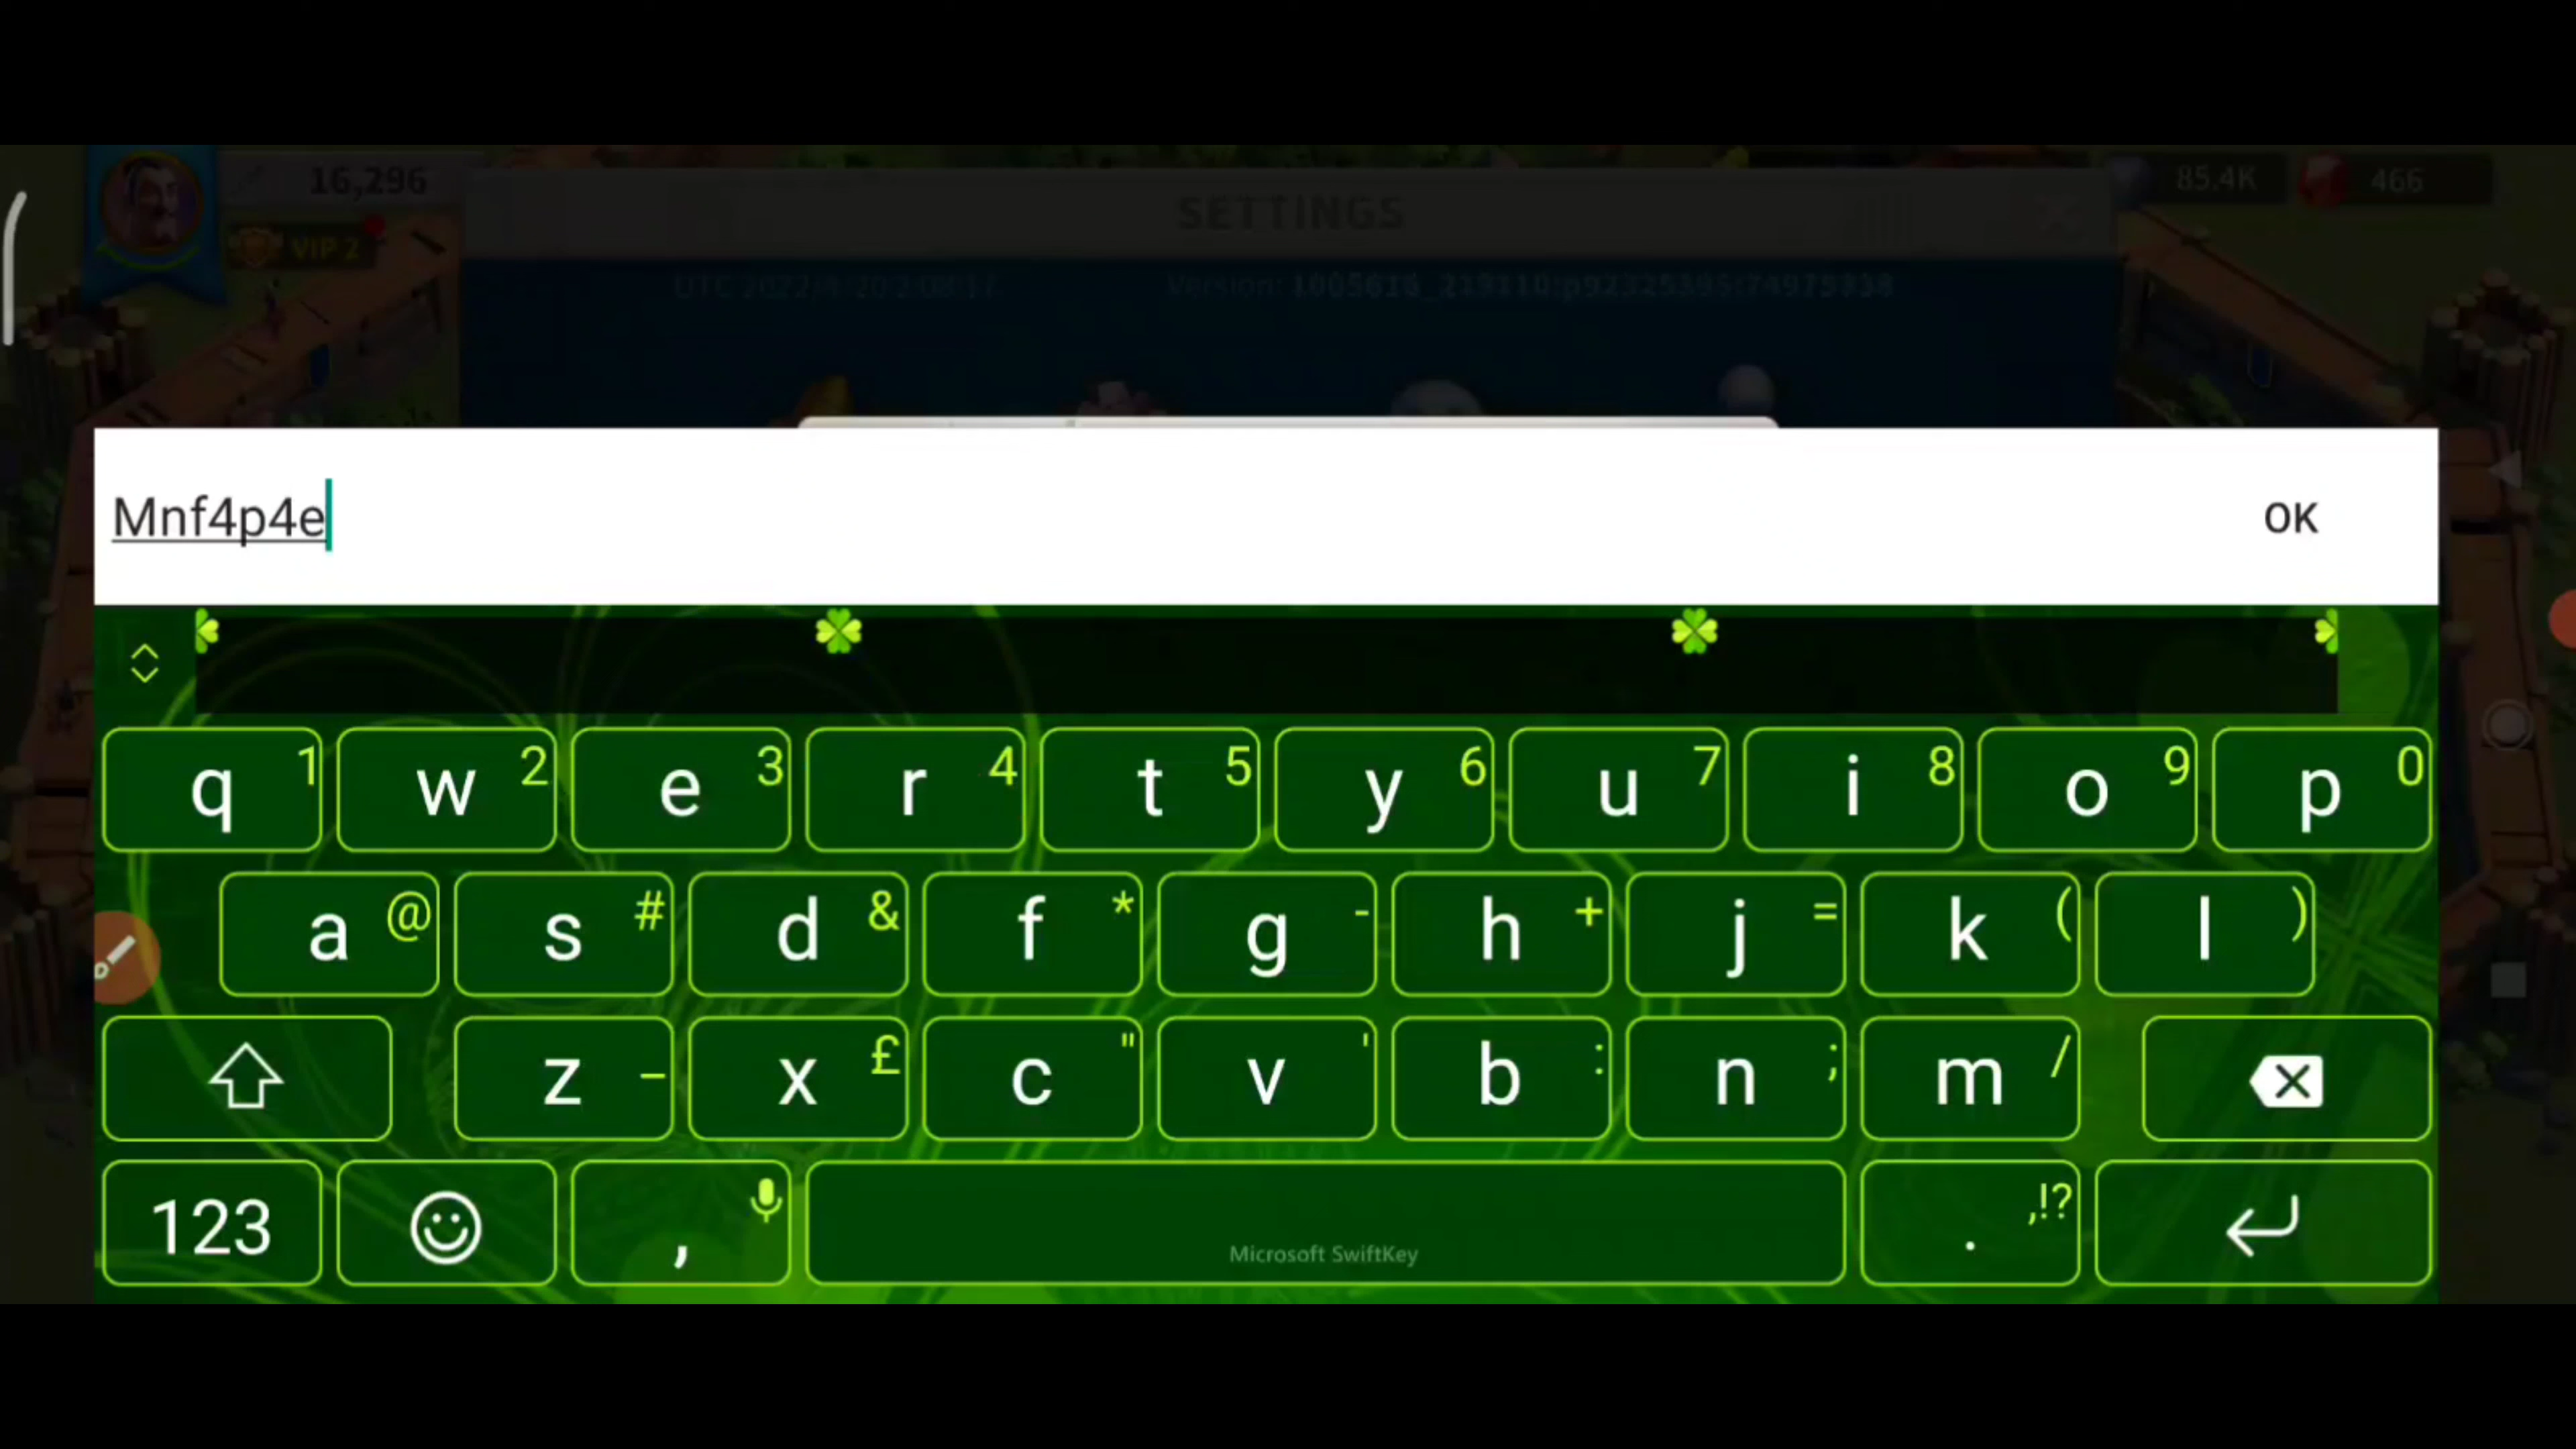 16,296
85.4K
466
SETTINGS
VIP 2
Mnf4p4e
OK
q 1 w 2 e 3 r 4 t 5 y 6 u 7 i 8 o 9 p 0
a @ s # d & f * g - h + j = k ( l )
z _ x £ c " v ' b : n ; m /
123 , . ,!?
Microsoft SwiftKey